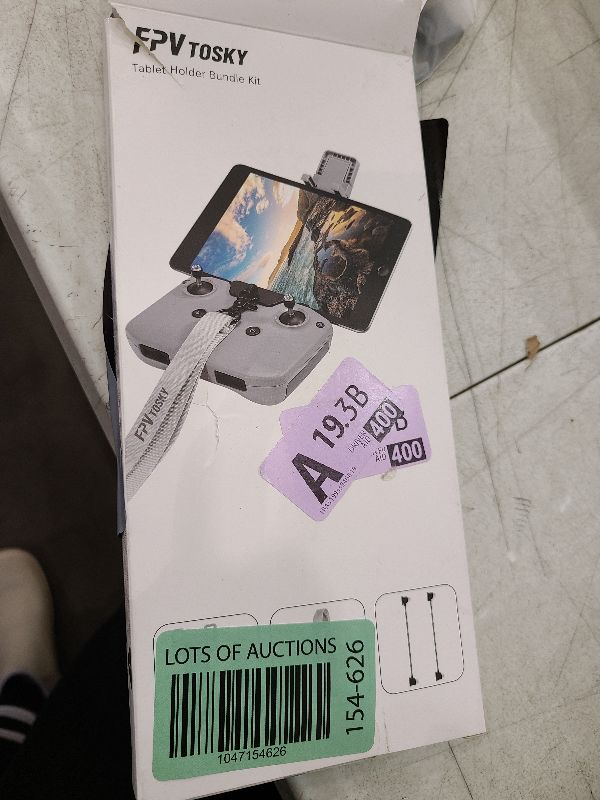 FPV TOSKY
Tablet Holder Bundle Kit
FPV TOSKY
A 19.3B
400
400
LOTS OF AUCTIONS
154-626
1047154626